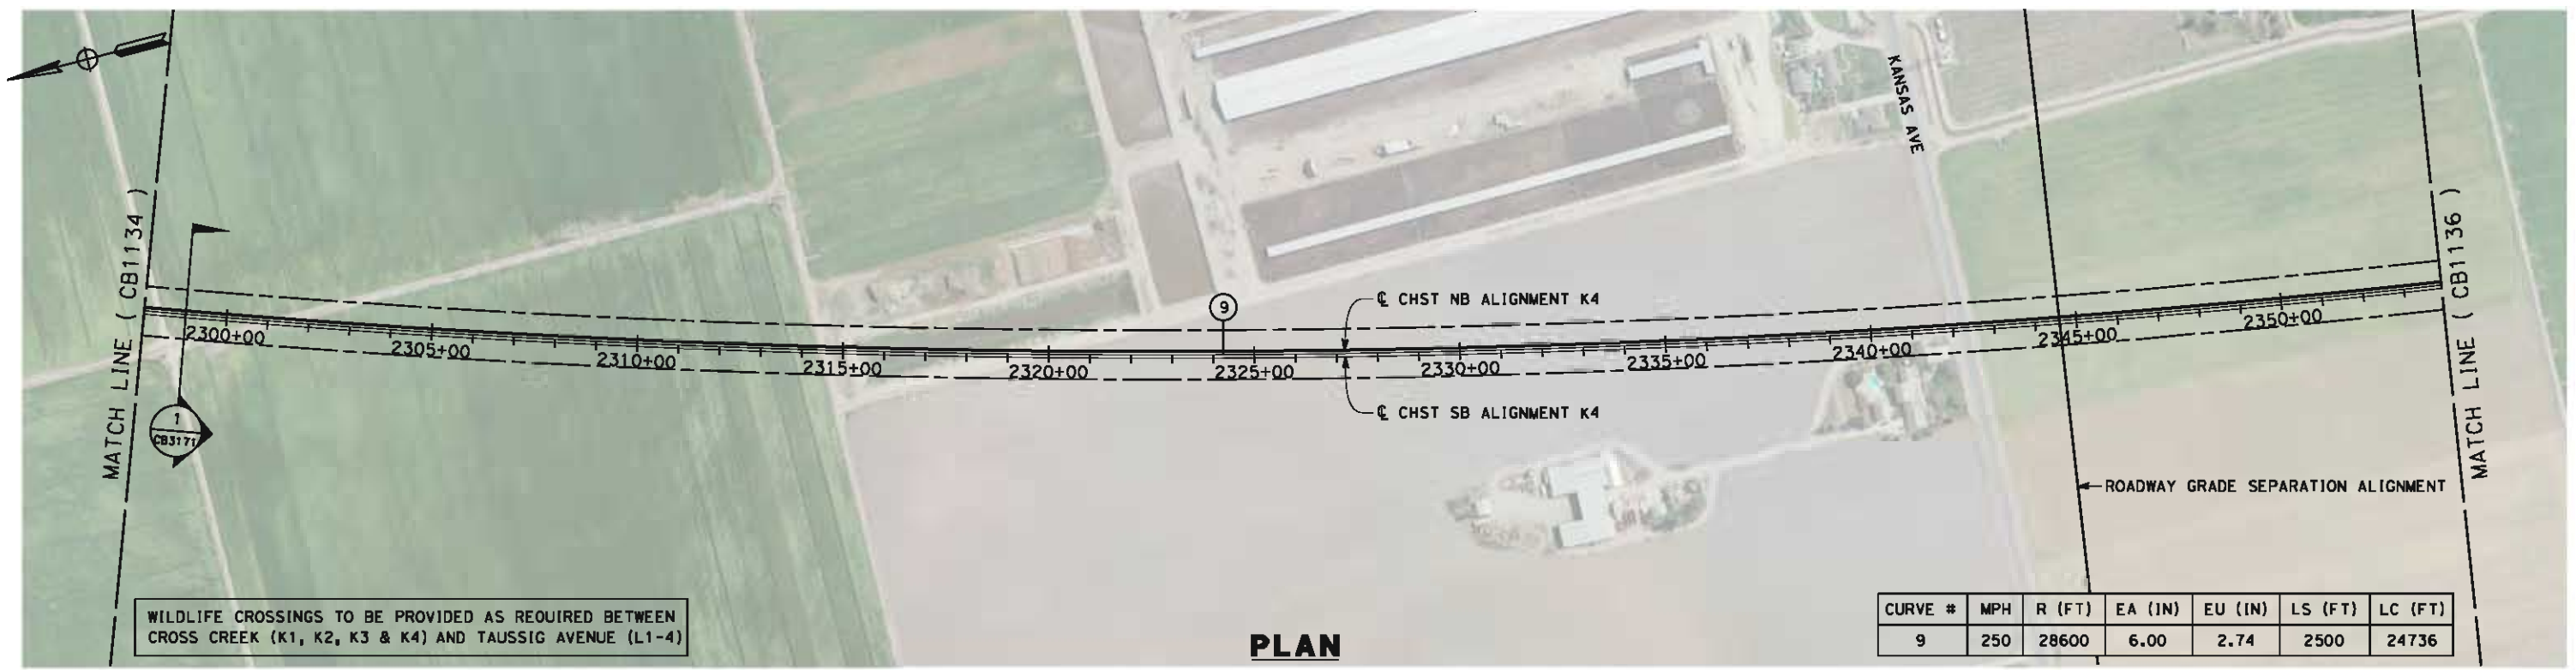 KANSAS AVE
MATCH LINE ( CB1134 )
MATCH LINE ( CB1136 )
9
℄ CHST NB ALIGNMENT K4
2300+00
2305+00
2310+00
2315+00
2320+00
2325+00
2330+00
2335+00
2340+00
2345+00
2350+00
℄ CHST SB ALIGNMENT K4
1
CB3171
ROADWAY GRADE SEPARATION ALIGNMENT
WILDLIFE CROSSINGS TO BE PROVIDED AS REQUIRED BETWEEN
CROSS CREEK (K1, K2, K3 & K4) AND TAUSSIG AVENUE (L1-4)
PLAN
CURVE # MPH R (FT) EA (IN) EU (IN) LS (FT) LC (FT)
9 250 28600 6.00 2.74 2500 24736